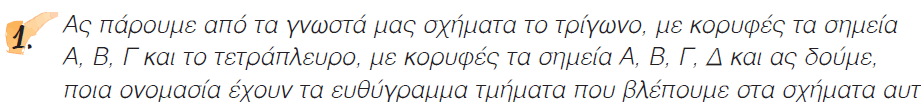 1. Ας πάρουμε από τα γνωστά μας σχήματα το τρίγωνο, με κορυφές τα σημεία
Α, Β, Γ και το τετράπλευρο, με κορυφές τα σημεία Α, Β, Γ, Δ και ας δούμε,
ποια ονομασία έχουν τα ευθύγραμμα τμήματα που βλέπουμε στα σχήματα